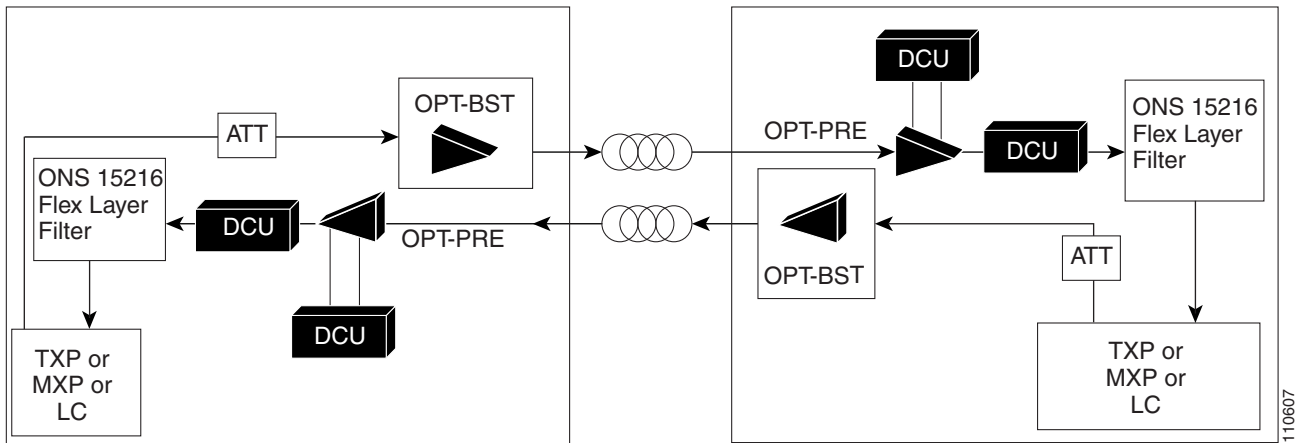 OPT-BST
ATT
ONS 15216
Flex Layer
Filter
DCU
OPT-PRE
DCU
TXP or
MXP or
LC
DCU
OPT-PRE
DCU
ONS 15216
Flex Layer
Filter
OPT-BST
ATT
TXP or
MXP or
LC
110607